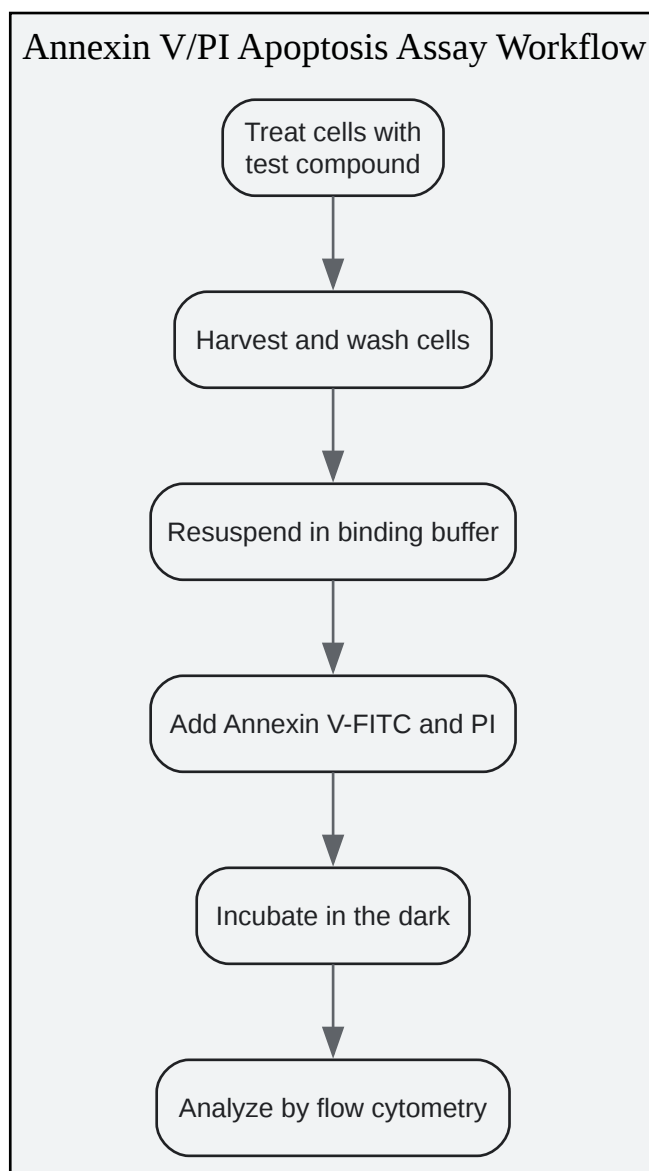 Annexin V/PI Apoptosis Assay Workflow
Treat cells with
test compound
Harvest and wash cells
Resuspend in binding buffer
Add Annexin V-FITC and PI
Incubate in the dark
Analyze by flow cytometry